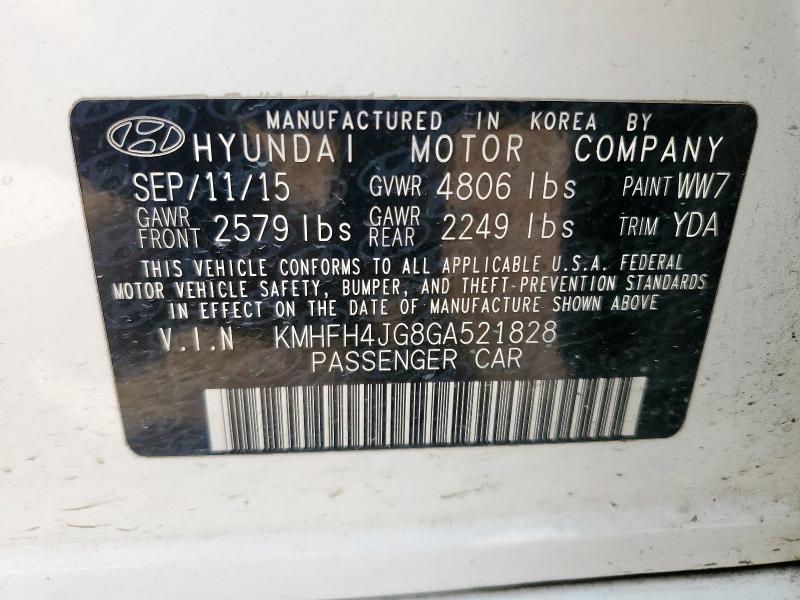 MANUFACTURED IN KOREA BY
HYUNDAI MOTOR COMPANY
SEP/11/15 GVWR 4806 lbs PAINT WW7
GAWR FRONT 2579 lbs GAWR REAR 2249 lbs TRIM YDA
THIS VEHICLE CONFORMS TO ALL APPLICABLE U.S.A. FEDERAL
MOTOR VEHICLE SAFETY, BUMPER, AND THEFT-PREVENTION STANDARDS
IN EFFECT ON THE DATE OF MANUFACTURE SHOWN ABOVE
V.I.N KMHFH4JG8GA521828
PASSENGER CAR